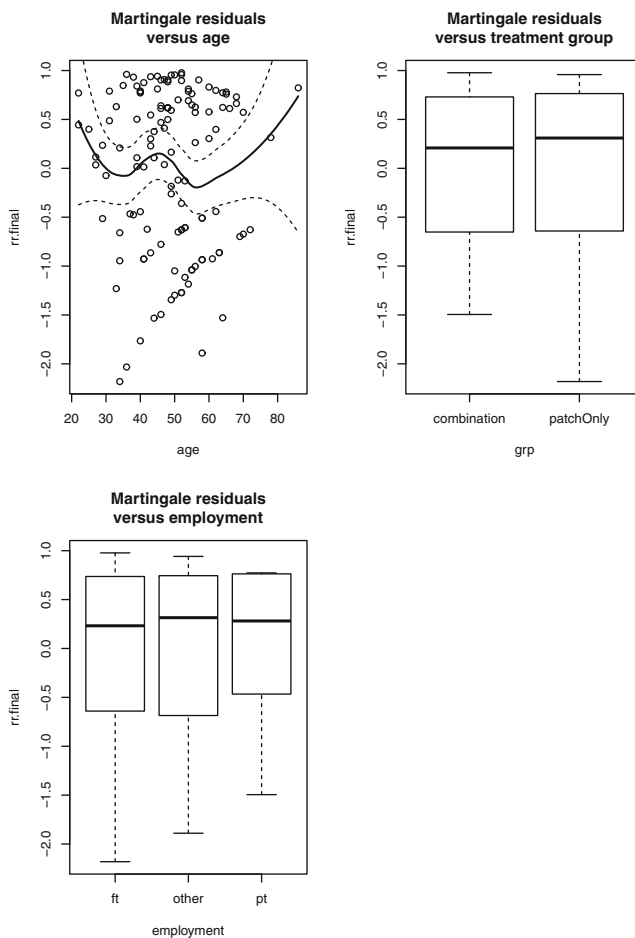 Martingale residuals
versus age
rr.final
1.0
0.5
0.0
−0.5
−1.0
−1.5
−2.0
20 30 40 50 60 70 80
age
Martingale residuals
versus treatment group
rr.final
1.0
0.5
0.0
−0.5
−1.0
−1.5
−2.0
combination patchOnly
grp
Martingale residuals
versus employment
rr.final
1.0
0.5
0.0
−0.5
−1.0
−1.5
−2.0
ft other pt
employment